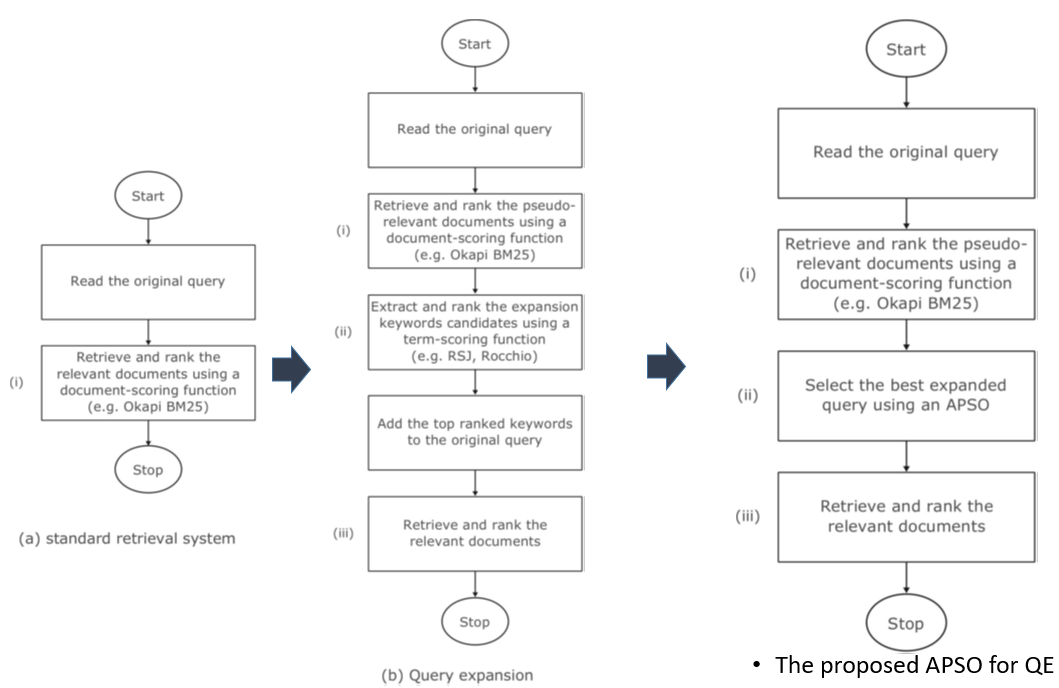 Start
Read the original query
(i)
Retrieve and rank the
relevant documents using a
document-scoring function
(e.g. Okapi BM25)
Stop
(a) standard retrieval system
Start
Read the original query
(i)
Retrieve and rank the pseudo-
relevant documents using a
document-scoring function
(e.g. Okapi BM25)
(ii)
Extract and rank the expansion
keywords candidates using a
term-scoring function
(e.g. RSJ, Rocchio)
Add the top ranked keywords
to the original query
(iii)
Retrieve and rank the
relevant documents
Stop
(b) Query expansion
Start
Read the original query
(i)
Retrieve and rank the pseudo-
relevant documents using a
document-scoring function
(e.g. Okapi BM25)
(ii)
Select the best expanded
query using an APSO
(iii)
Retrieve and rank the
relevant documents
Stop
• The proposed APSO for QE